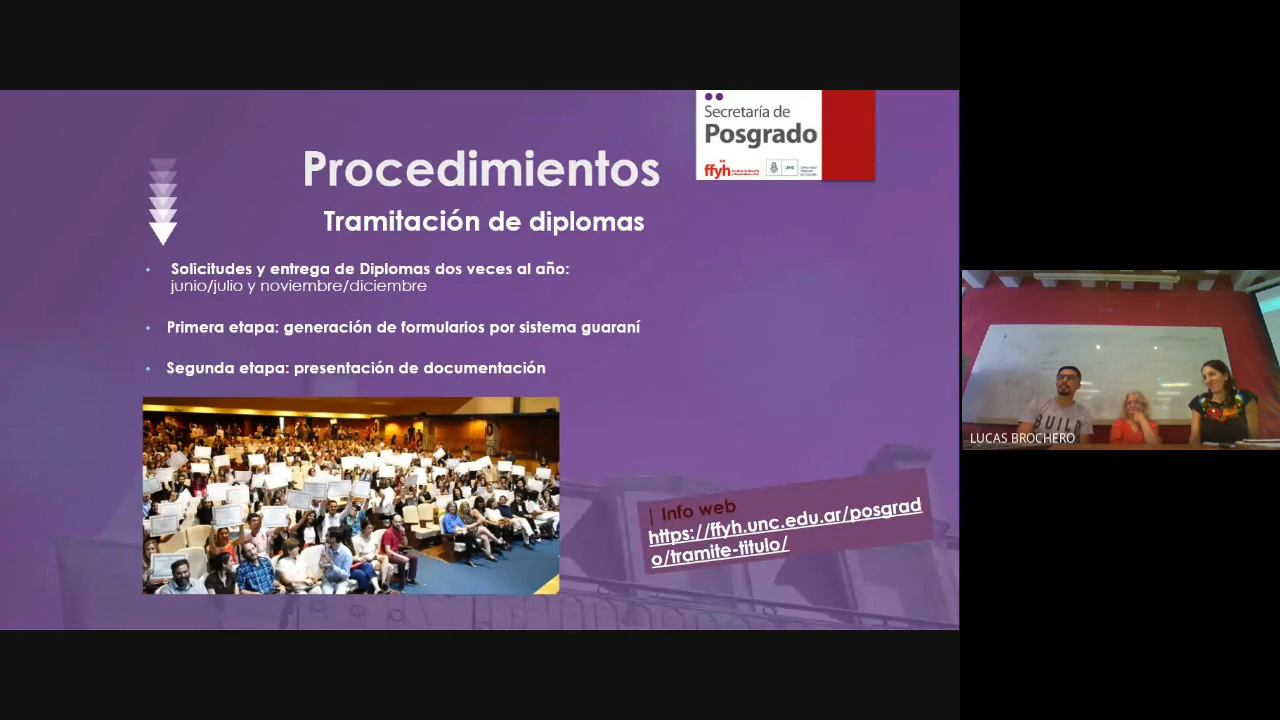 Secretaría de
Posgrado
ffyh
Procedimientos
Tramitación de diplomas
• Solicitudes y entrega de Diplomas dos veces al año:
junio/julio y noviembre/diciembre
• Primera etapa: generación de formularios por sistema guaraní
• Segunda etapa: presentación de documentación
| Info web
https://ffyh.unc.edu.ar/posgrad
o/tramite-titulo/
BUILD
LUCAS BROCHERO